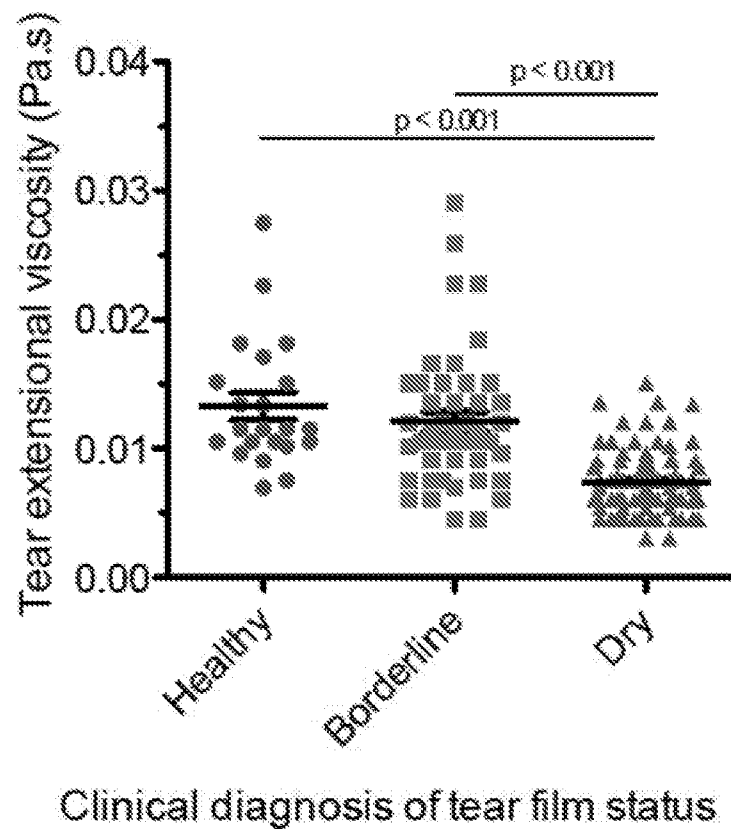 Tear extensional viscosity (Pa.s)
0.04
0.03
0.02
0.01
0.00
p < 0.001
p < 0.001
Healthy
Borderline
Dry
Clinical diagnosis of tear film status